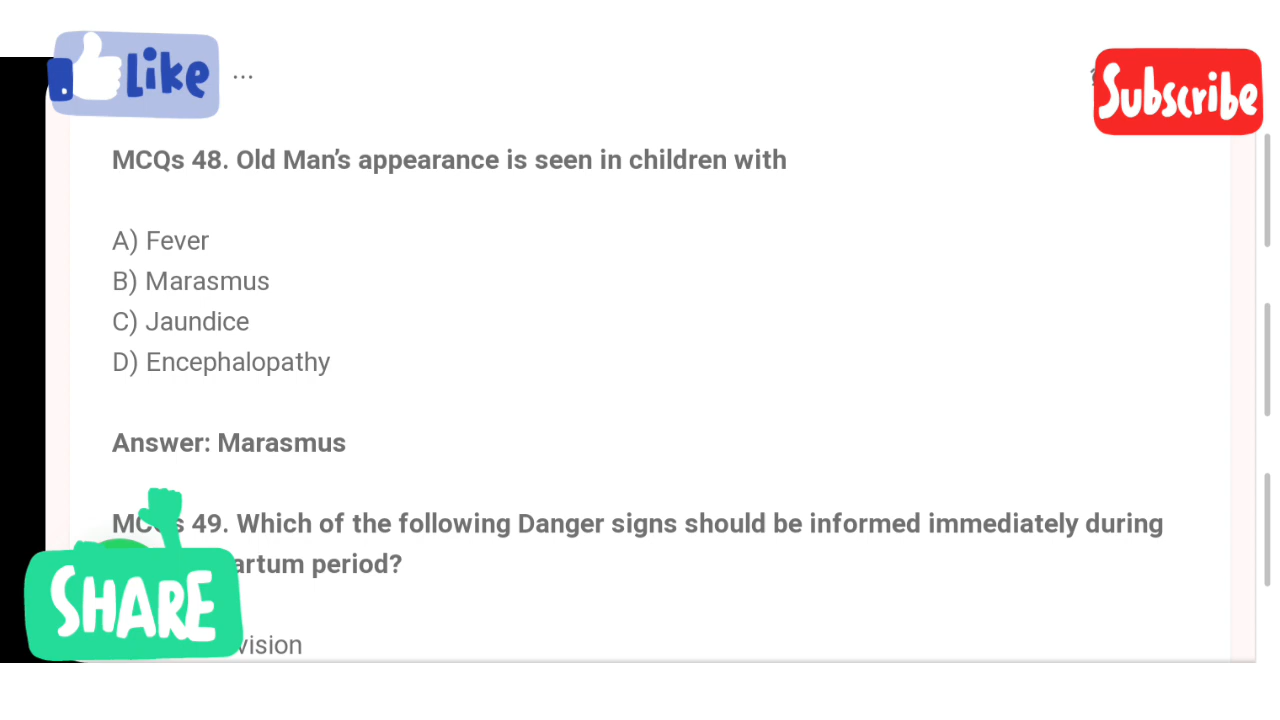 Like ...
Subscribe
MCQs 48. Old Man's appearance is seen in children with
A) Fever
B) Marasmus
C) Jaundice
D) Encephalopathy
Answer: Marasmus
49. Which of the following Danger signs should be informed immediately during
period?
SHARE
vision